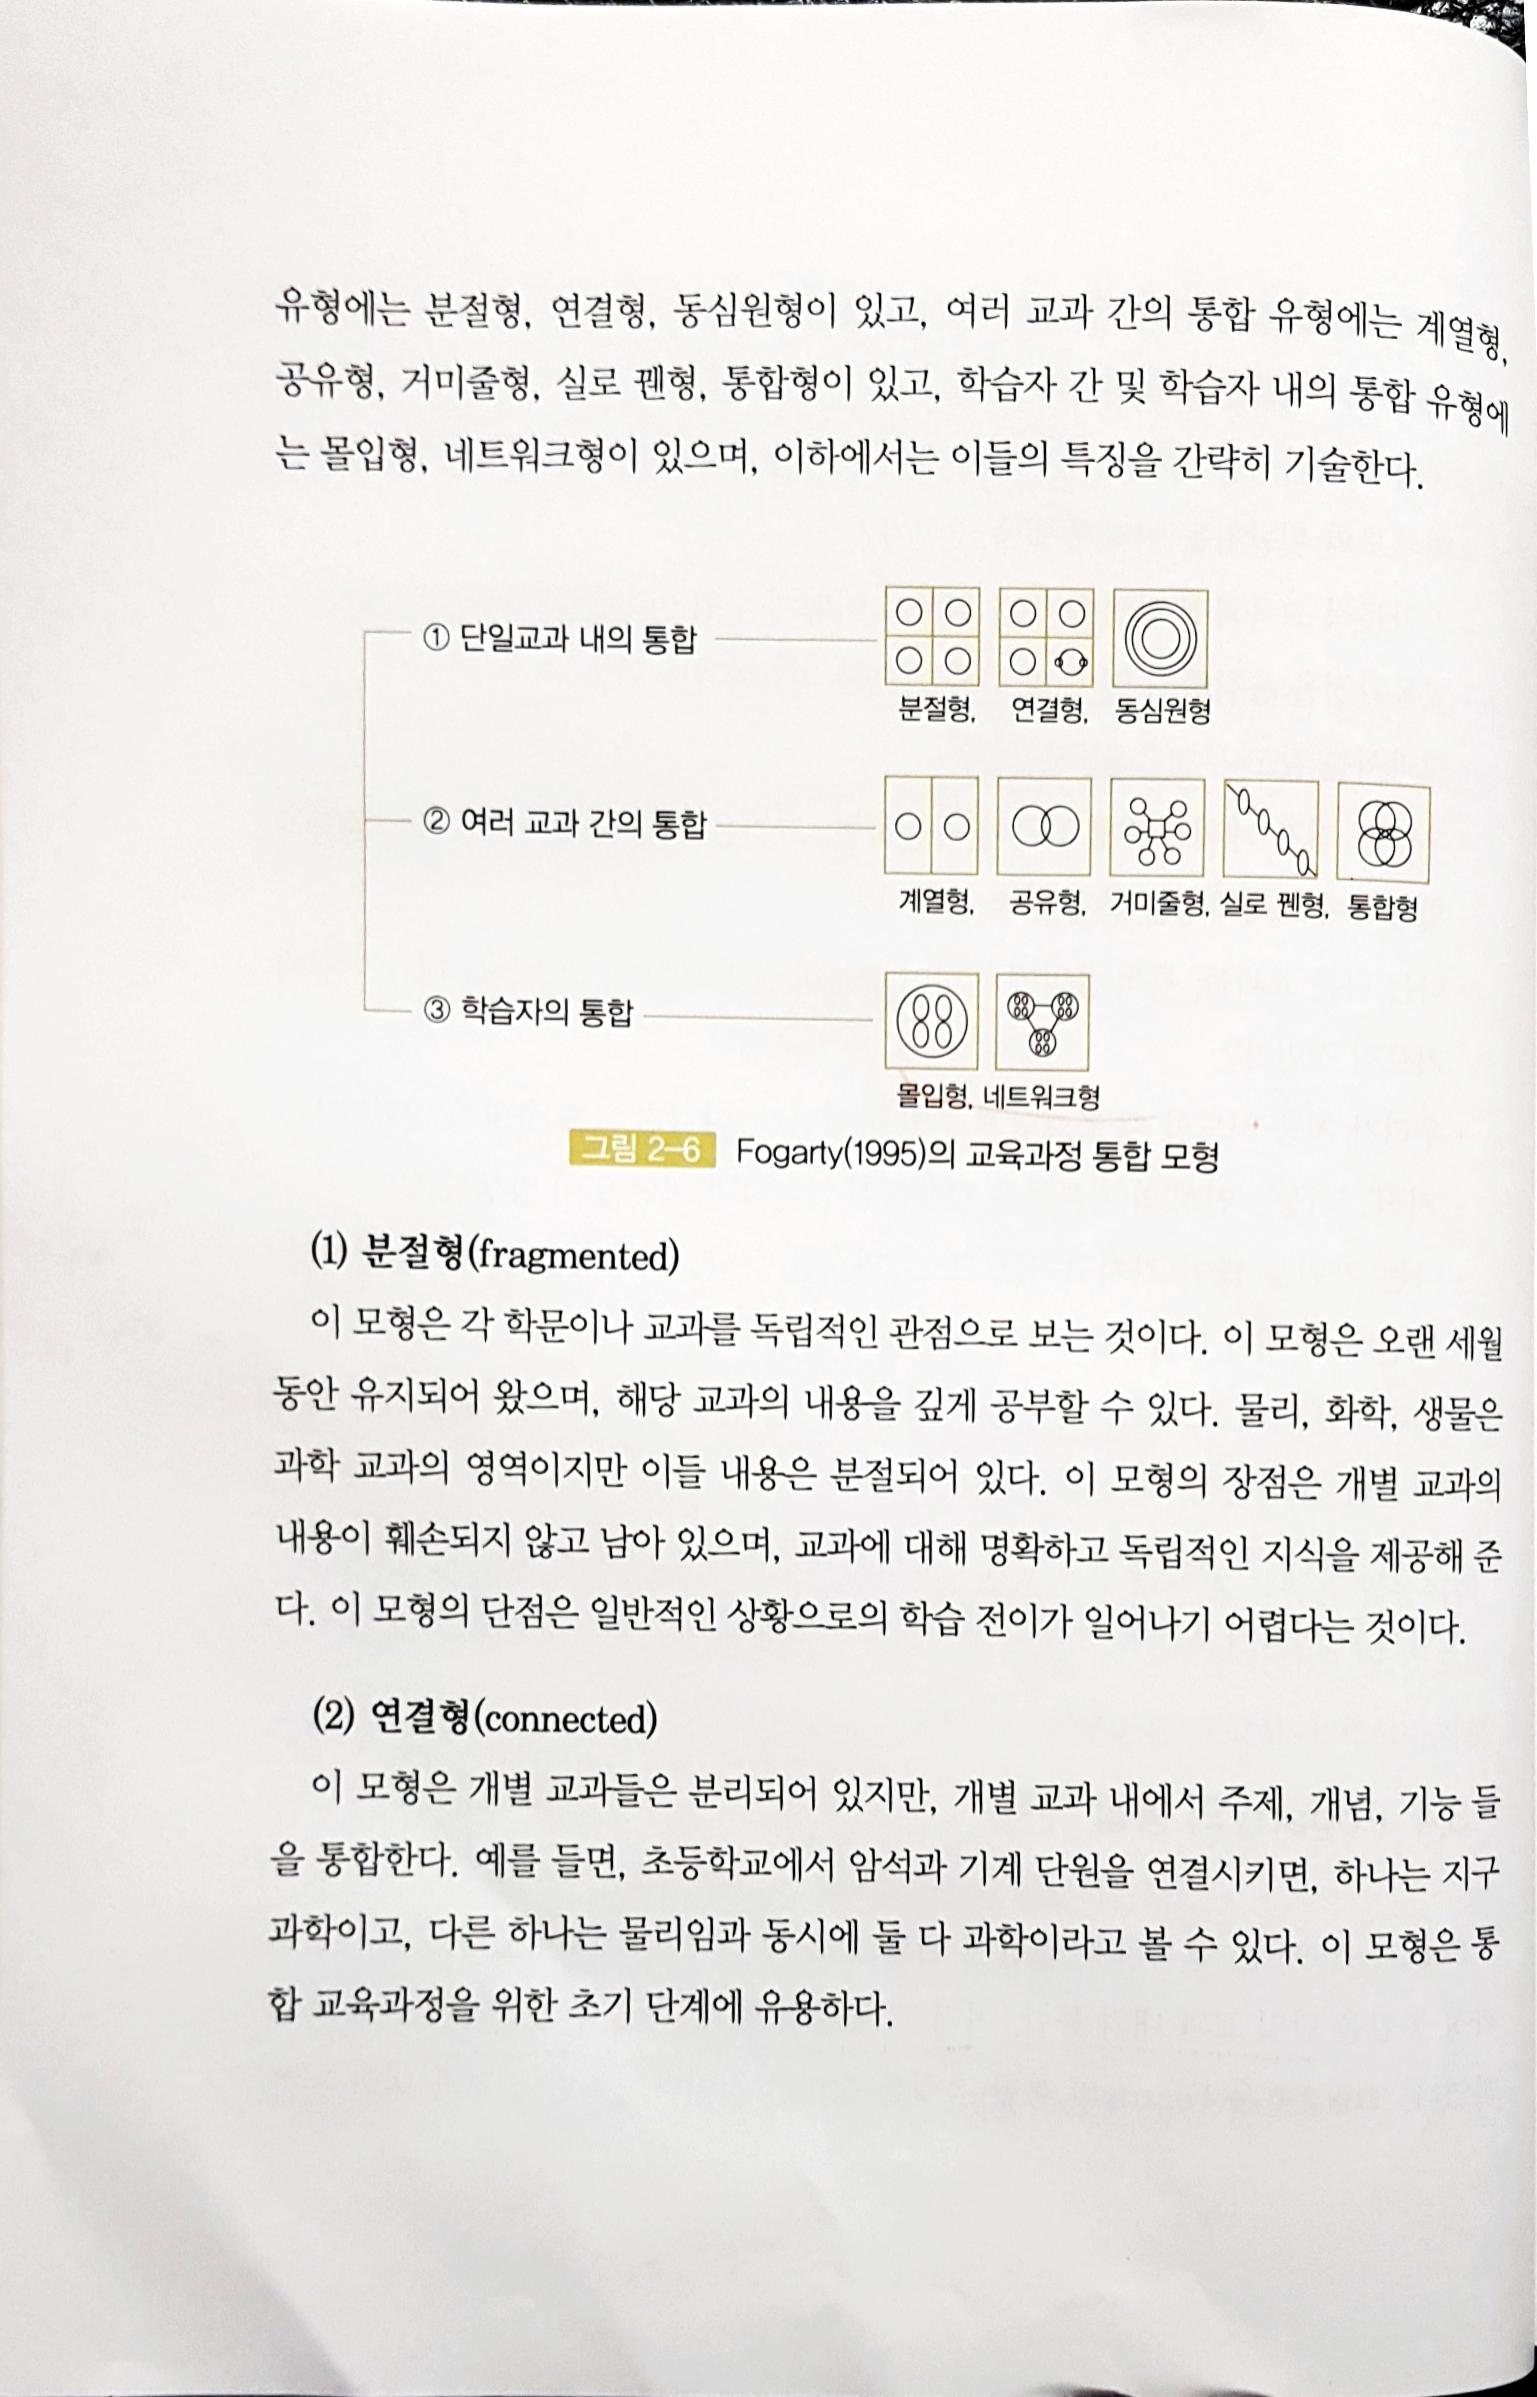 유형에는 분절형, 연결형, 동심원형이 있고, 여러 교과 간의 통합 유형에는 계열형,
공유형, 거미줄형, 실로 꿴형, 통합형이 있고, 학습자 간 및 학습자 내의 통합 유형에
는 몰입형, 네트워크형이 있으며, 이하에서는 이들의 특징을 간략히 기술한다.
① 단일교과 내의 통합
분절형, 연결형, 동심원형
② 여러 교과 간의 통합
계열형, 공유형, 거미줄형, 실로 꿴형, 통합형
③ 학습자의 통합
몰입형, 네트워크형
그림 2-6 Fogarty(1995)의 교육과정 통합 모형
(1) 분절형(fragmented)
이 모형은 각 학문이나 교과를 독립적인 관점으로 보는 것이다. 이 모형은 오랜 세월
동안 유지되어 왔으며, 해당 교과의 내용을 깊게 공부할 수 있다. 물리, 화학, 생물은
과학 교과의 영역이지만 이들 내용은 분절되어 있다. 이 모형의 장점은 개별 교과의
내용이 훼손되지 않고 남아 있으며, 교과에 대해 명확하고 독립적인 지식을 제공해 준
다. 이 모형의 단점은 일반적인 상황으로의 학습 전이가 일어나기 어렵다는 것이다.
(2) 연결형(connected)
이 모형은 개별 교과들은 분리되어 있지만, 개별 교과 내에서 주제, 개념, 기능 들
을 통합한다. 예를 들면, 초등학교에서 암석과 기계 단원을 연결시키면, 하나는 지구
과학이고, 다른 하나는 물리임과 동시에 둘 다 과학이라고 볼 수 있다. 이 모형은 통
합 교육과정을 위한 초기 단계에 유용하다.